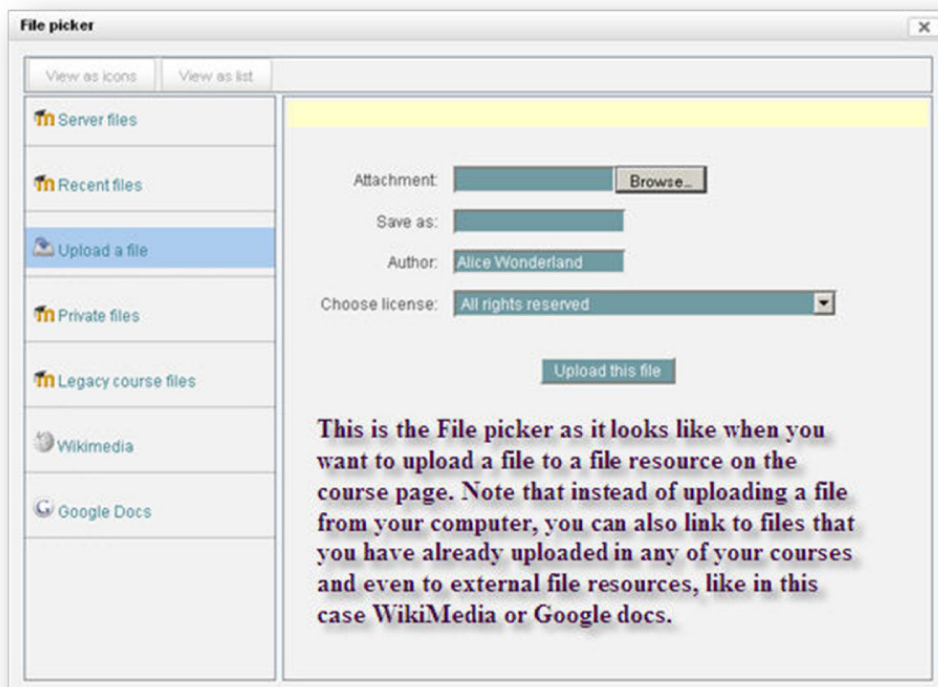 File picker
View as icons View as list
Server files
Recent files
Upload a file
Private files
Legacy course files
Wikimedia
Google Docs
Attachment: Browse...
Save as:
Author: Alice Wonderland
Choose license: All rights reserved
Upload this file
This is the File picker as it looks like when you
want to upload a file to a file resource on the
course page. Note that instead of uploading a file
from your computer, you can also link to files that
you have already uploaded in any of your courses
and even to external file resources, like in this
case WikiMedia or Google docs.